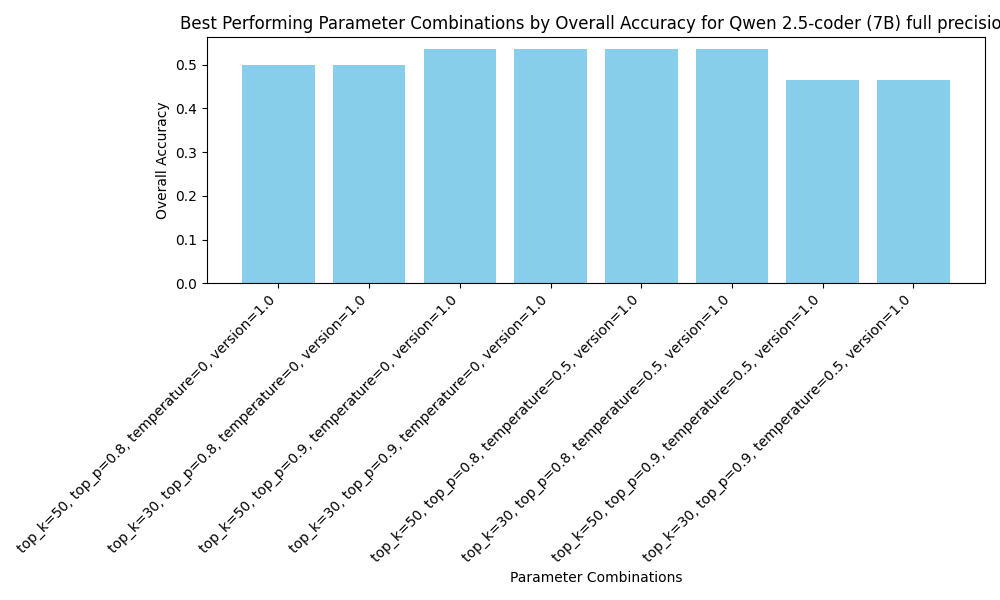 Best Performing Parameter Combinations by Overall Accuracy for Qwen 2.5-coder (7B) full precisio
Overall Accuracy
0.5
0.4
0.3
0.2
0.1
0.0
top_k=50, top_p=0.8, temperature=0, version=1.0
top_k=30, top_p=0.8, temperature=0, version=1.0
top_k=50, top_p=0.9, temperature=0, version=1.0
top_k=30, top_p=0.9, temperature=0, version=1.0
top_k=50, top_p=0.8, temperature=0.5, version=1.0
top_k=30, top_p=0.8, temperature=0.5, version=1.0
top_k=50, top_p=0.9, temperature=0.5, version=1.0
top_k=30, top_p=0.9, temperature=0.5, version=1.0
Parameter Combinations